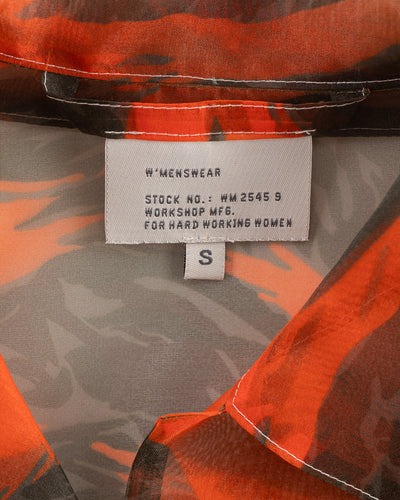 W'MENSWEAR
STOCK NO.: WM 2545 9
WORKSHOP MFG.
FOR HARD WORKING WOMEN
S